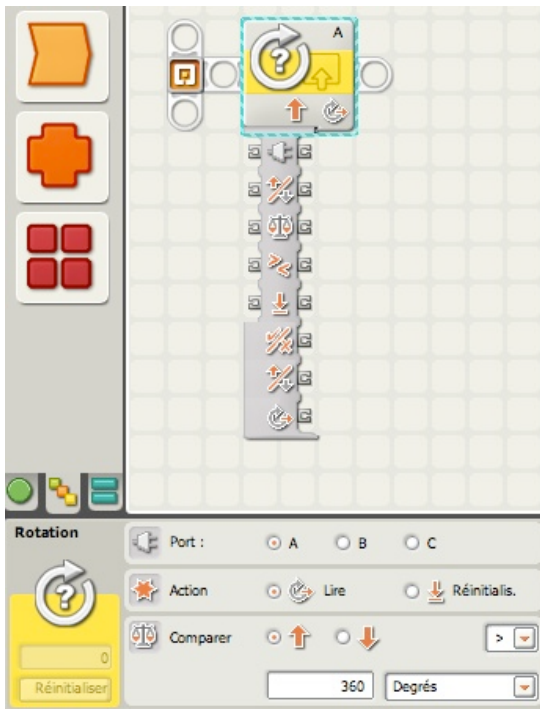 A
Rotation
Port :
A
B
C
Action
Lire
Réinitialis.
Comparer
>
0
Réinitialiser
360
Degrés